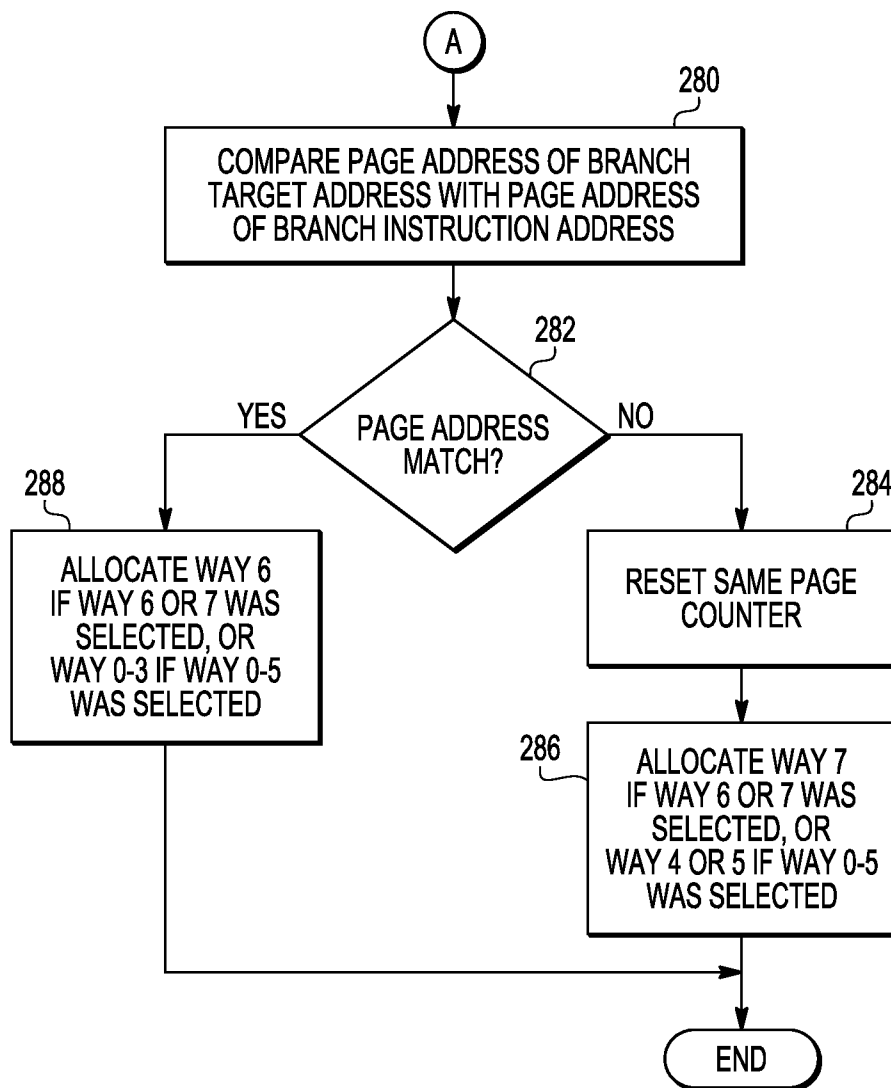 A
280
COMPARE PAGE ADDRESS OF BRANCH
TARGET ADDRESS WITH PAGE ADDRESS
OF BRANCH INSTRUCTION ADDRESS
282
PAGE ADDRESS
MATCH?
YES
NO
288
ALLOCATE WAY 6
IF WAY 6 OR 7 WAS
SELECTED, OR
WAY 0-3 IF WAY 0-5
WAS SELECTED
284
RESET SAME PAGE
COUNTER
286
ALLOCATE WAY 7
IF WAY 6 OR 7 WAS
SELECTED, OR
WAY 4 OR 5 IF WAY 0-5
WAS SELECTED
END